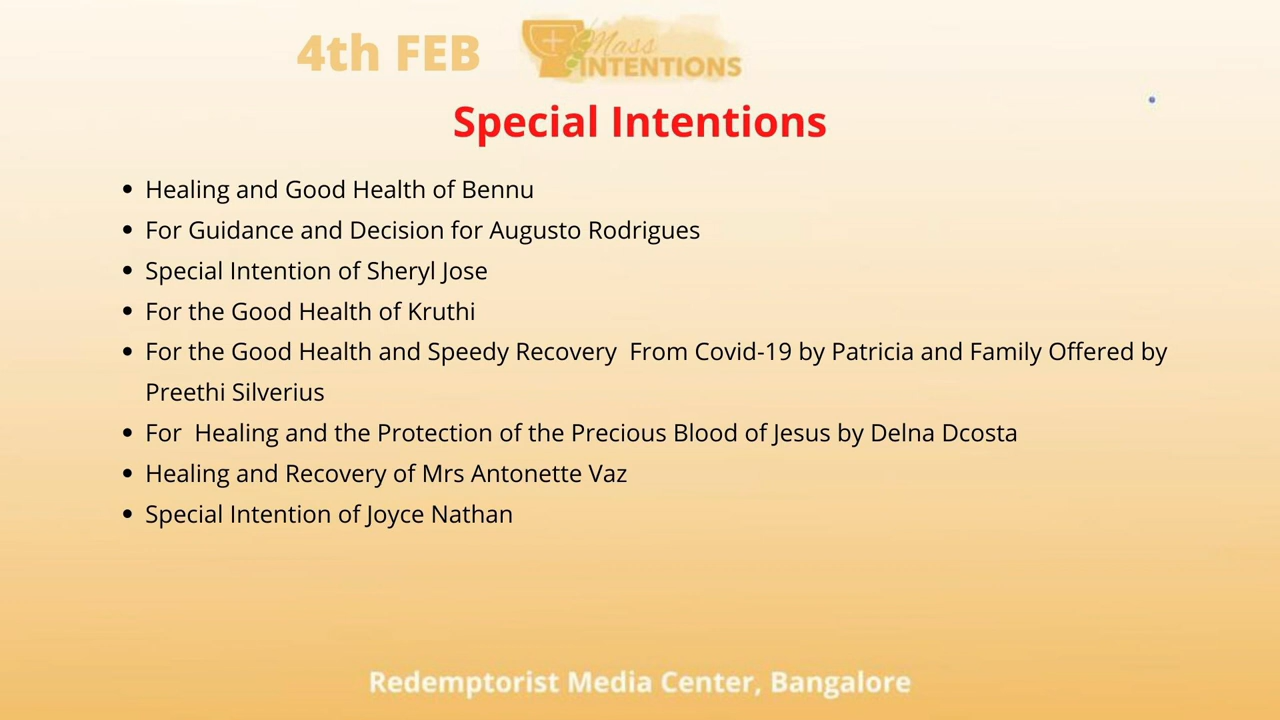 4th FEB
Mass
INTENTIONS
Special Intentions
• Healing and Good Health of Bennu
• For Guidance and Decision for Augusto Rodrigues
• Special Intention of Sheryl Jose
• For the Good Health of Kruthi
• For the Good Health and Speedy Recovery  From Covid-19 by Patricia and Family Offered by
Preethi Silverius
• For  Healing and the Protection of the Precious Blood of Jesus by Delna Dcosta
• Healing and Recovery of Mrs Antonette Vaz
• Special Intention of Joyce Nathan
Redemptorist Media Center, Bangalore